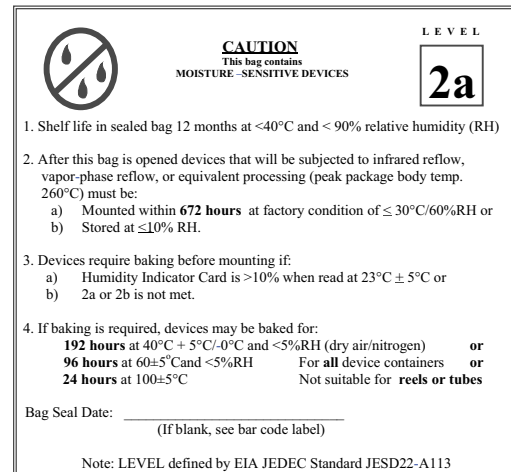 LEVEL
CAUTION
This bag contains
MOISTURE –SENSITIVE DEVICES
2a
1. Shelf life in sealed bag 12 months at <40°C and < 90% relative humidity (RH)
2. After this bag is opened devices that will be subjected to infrared reflow,
vapor-phase reflow, or equivalent processing (peak package body temp.
260°C) must be:
a) Mounted within 672 hours at factory condition of ≤ 30°C/60%RH or
b) Stored at ≤10% RH.
3. Devices require baking before mounting if:
a) Humidity Indicator Card is >10% when read at 23°C ± 5°C or
b) 2a or 2b is not met.
4. If baking is required, devices may be baked for:
192 hours at 40°C + 5°C/-0°C and <5%RH (dry air/nitrogen) or
96 hours at 60±5°Cand <5%RH For all device containers or
24 hours at 100±5°C Not suitable for reels or tubes
Bag Seal Date: ______________________________
(If blank, see bar code label)
Note: LEVEL defined by EIA JEDEC Standard JESD22-A113